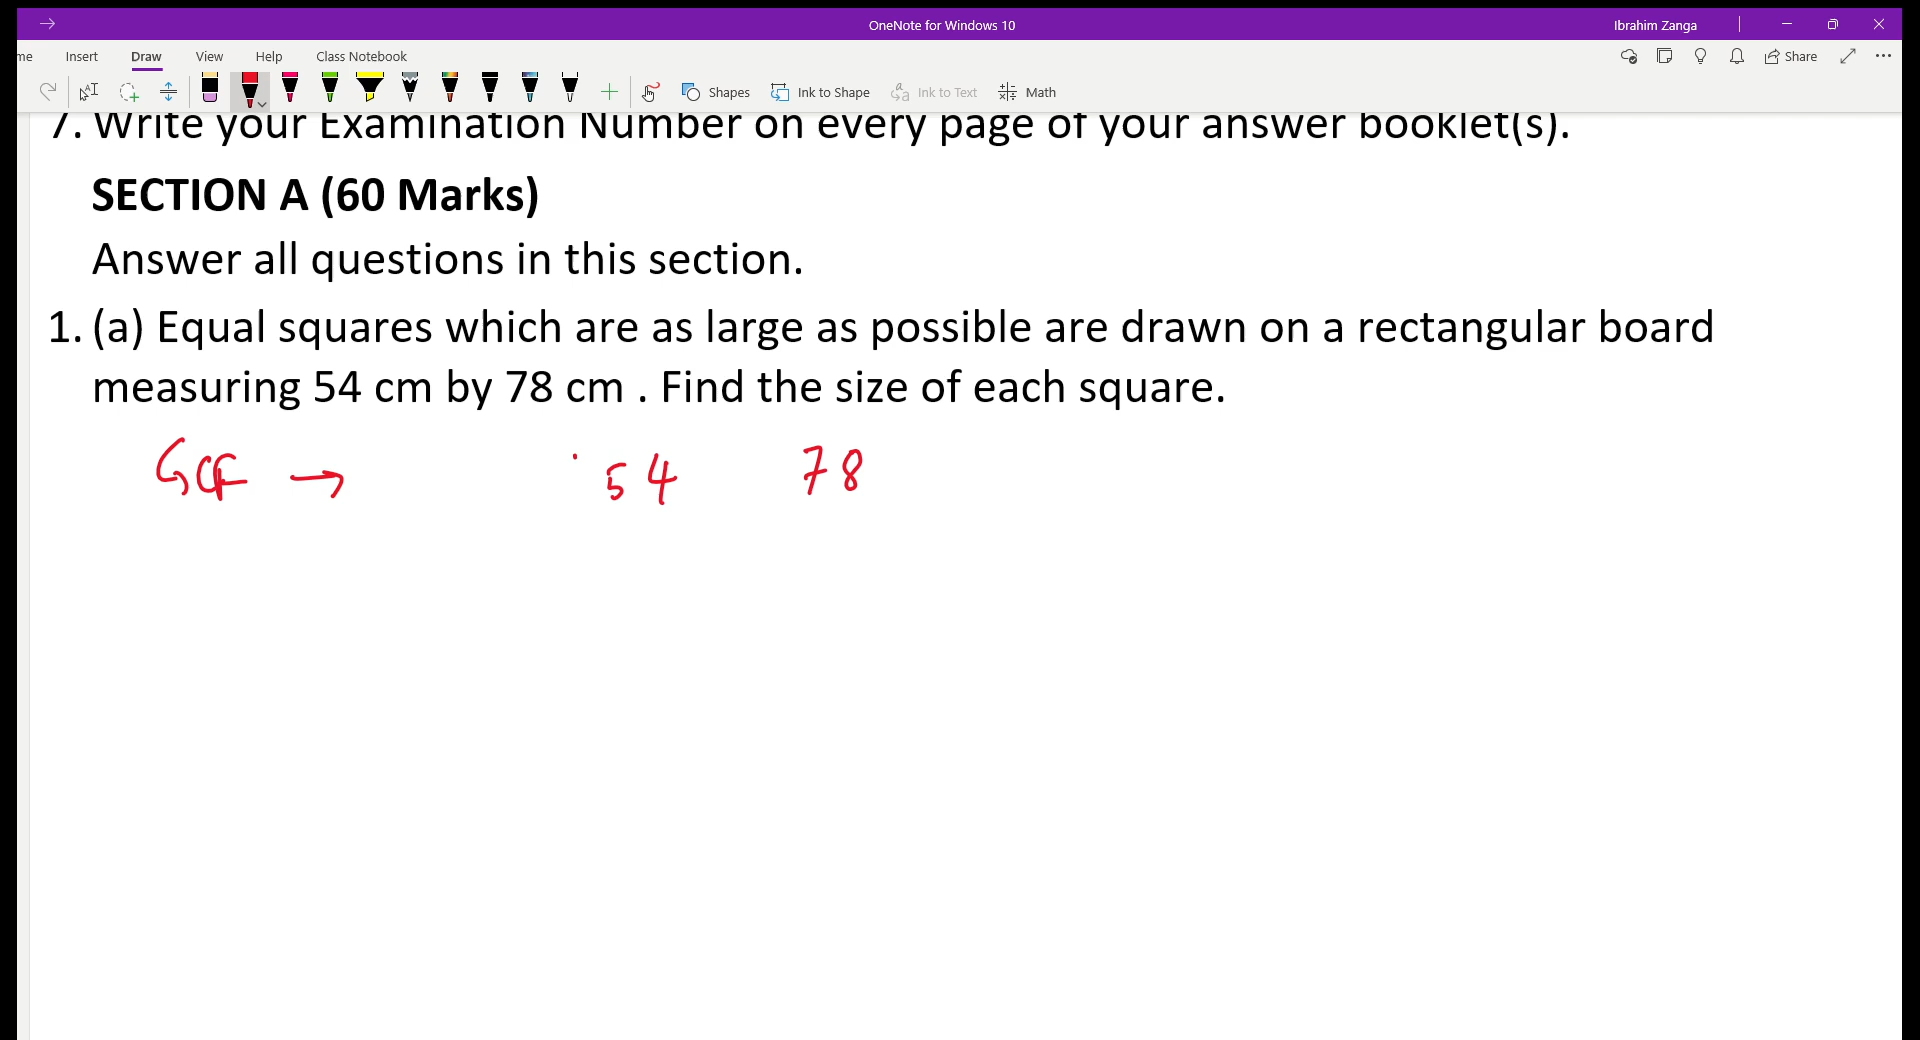 OneNote for Windows 10
Ibrahim Zanga
me Insert Draw View Help Class Notebook
Share
Shapes Ink to Shape Ink to Text Math
7. Write your Examination Number on every page of your answer booklet(s).
SECTION A (60 Marks)
Answer all questions in this section.
1. (a) Equal squares which are as large as possible are drawn on a rectangular board
measuring 54 cm by 78 cm . Find the size of each square.
GCF → 54 78